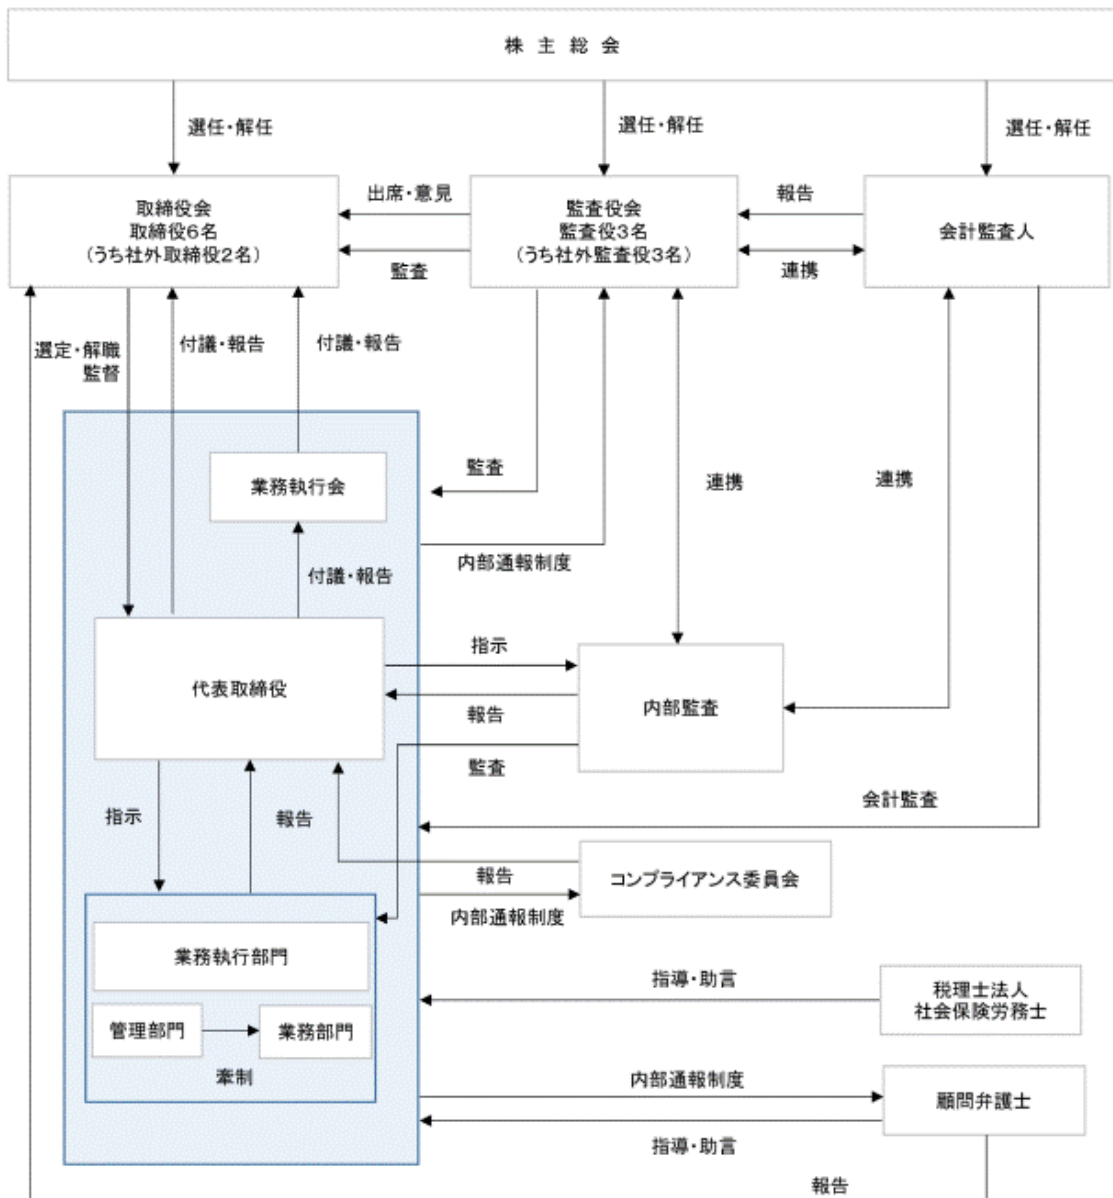 株 主 総 会
選任・解任
選任・解任
選任・解任
取締役会
取締役6名
(うち社外取締役2名)
出席・意見
監査
監査役会
監査役3名
(うち社外監査役3名)
報告
連携
会計監査人
選定・解職
監督
付議・報告
付議・報告
業務執行会
監査
連携
連携
内部通報制度
付議・報告
代表取締役
指示
報告
監査
内部監査
指示
報告
会計監査
報告
内部通報制度
コンプライアンス委員会
業務執行部門
管理部門
業務部門
牽制
指導・助言
税理士法人
社会保険労務士
内部通報制度
指導・助言
顧問弁護士
報告